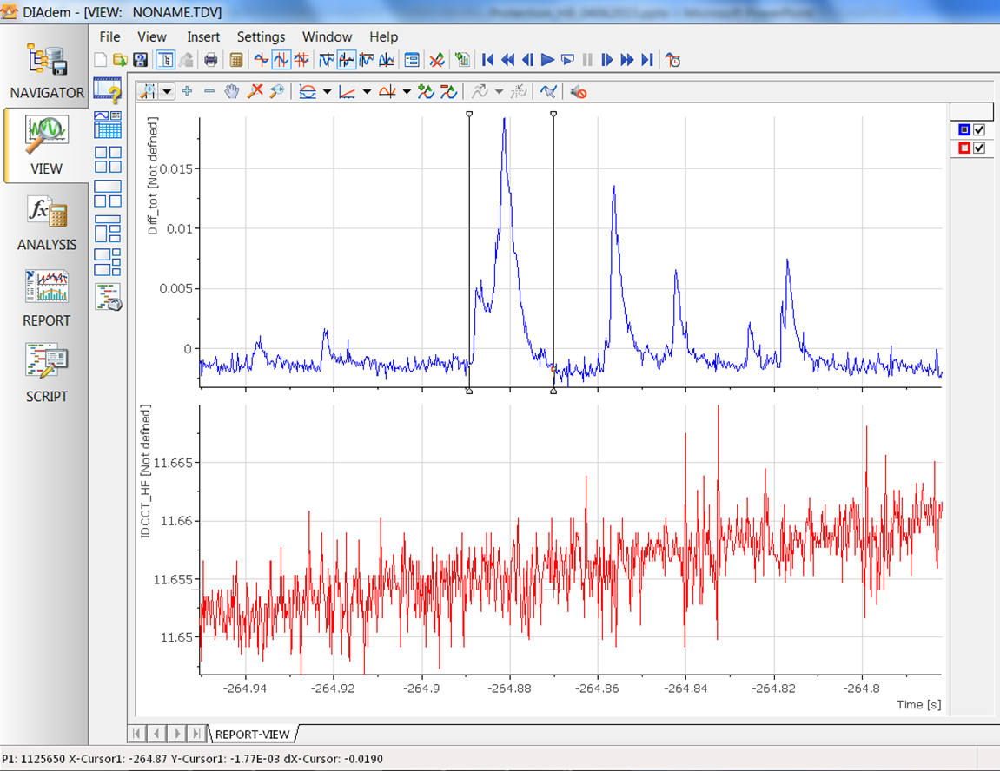 DIAdem - [VIEW:   NONAME.TDV]
File View Insert Settings Window Help
NAVIGATOR
VIEW
ANALYSIS
REPORT
SCRIPT
Diff_tot [Not defined]
0.015
0.01
0.005
0
IDCCT_HF [Not defined]
11.665
11.66
11.655
11.65
-264.94 -264.92 -264.9 -264.88 -264.86 -264.84 -264.82 -264.8
Time [s]
REPORT-VIEW
P1: 1125650 X-Cursor1: -264.87 Y-Cursor1: -1.77E-03 dX-Cursor: -0.0190